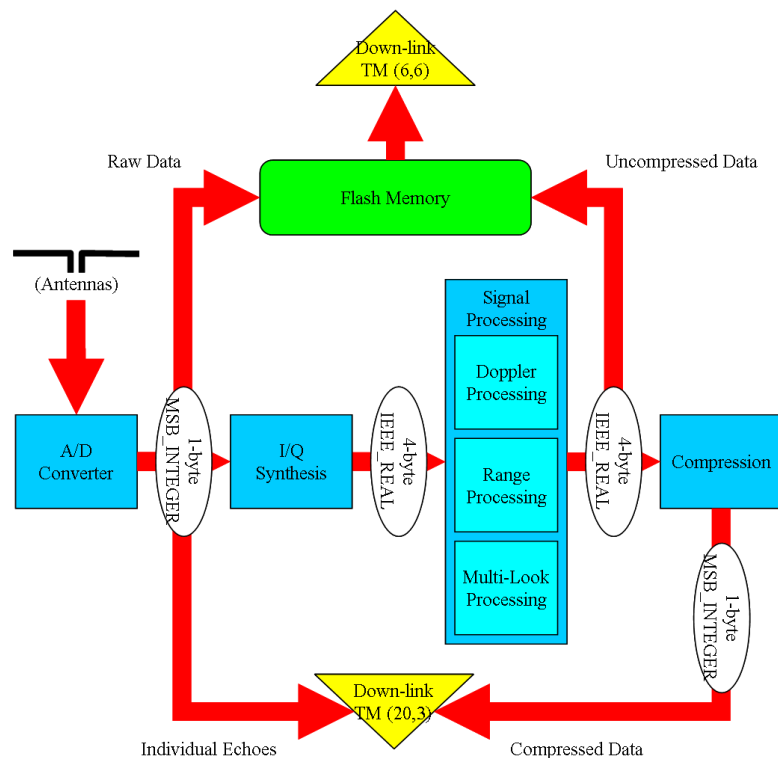 Down-link
TM (6,6)
Raw Data
Uncompressed Data
Flash Memory
(Antennas)
Signal
Processing
Doppler
Processing
A/D
Converter
1-byte
MSB_INTEGER
I/Q
Synthesis
4-byte
IEEE_REAL
Range
Processing
4-byte
IEEE_REAL
Compression
Multi-Look
Processing
1-byte
MSB_INTEGER
Down-link
TM (20,3)
Individual Echoes
Compressed Data